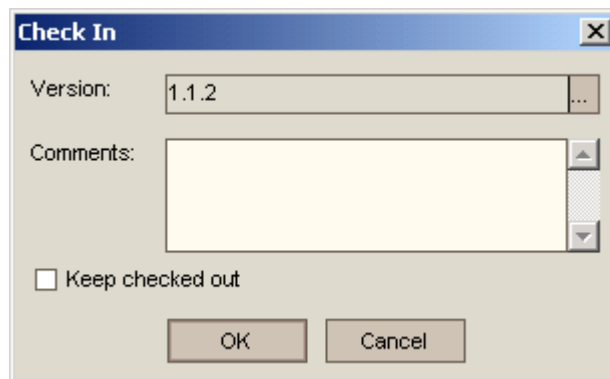 Check In
Version: 1.1.2 ...
Comments:
Keep checked out
OK Cancel